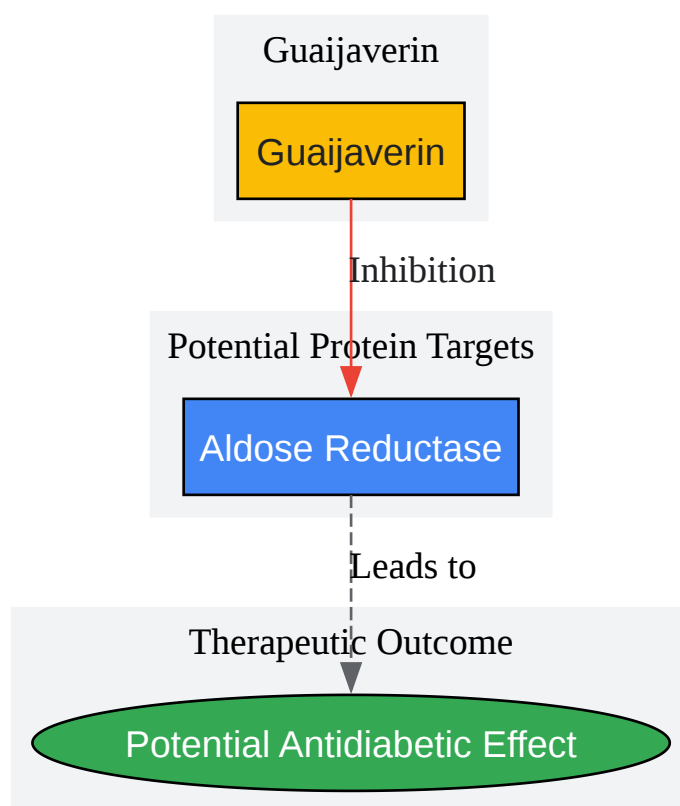 Guaijaverin
Guaijaverin
Inhibition
Potential Protein Targets
Aldose Reductase
Leads to
Therapeutic Outcome
Potential Antidiabetic Effect